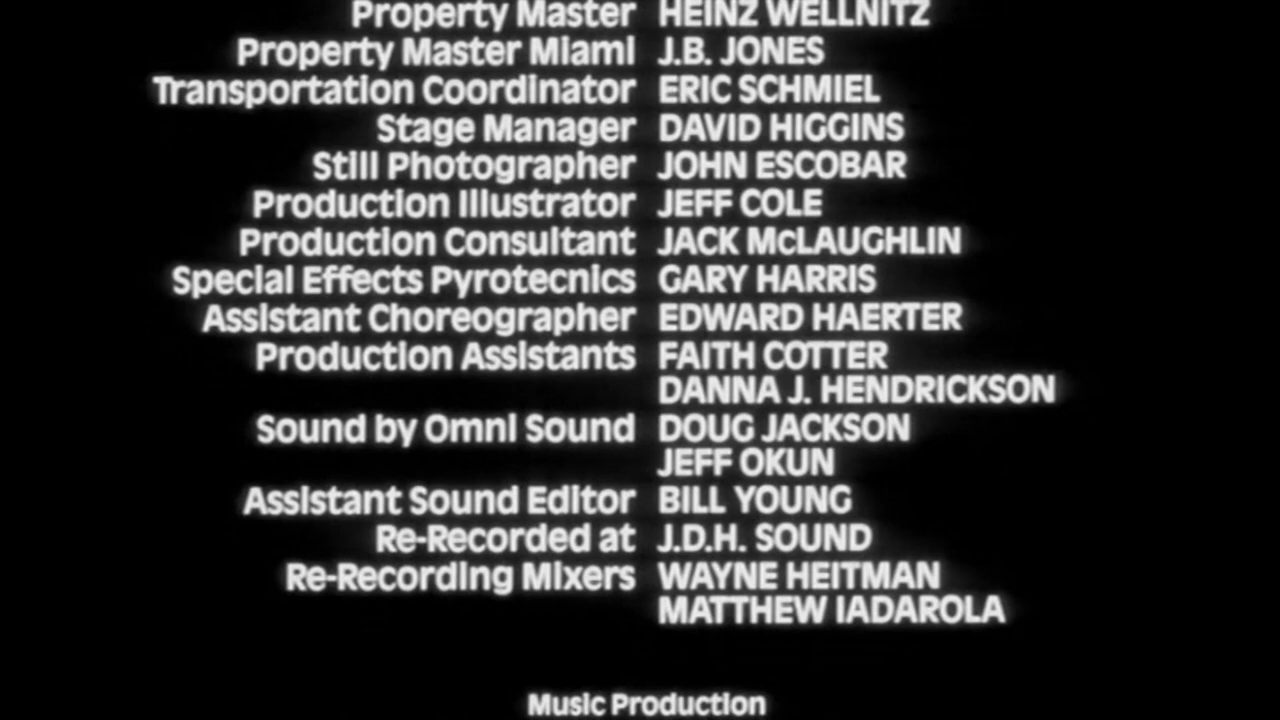 Property Master HEINZ WELLNITZ
Property Master Miami J.B. JONES
Transportation Coordinator ERIC SCHMIEL
Stage Manager DAVID HIGGINS
Still Photographer JOHN ESCOBAR
Production Illustrator JEFF COLE
Production Consultant JACK McLAUGHLIN
Special Effects Pyrotecnics GARY HARRIS
Assistant Choreographer EDWARD HAERTER
Production Assistants FAITH COTTER
DANNA J. HENDRICKSON
Sound by Omni Sound DOUG JACKSON
JEFF OKUN
Assistant Sound Editor BILL YOUNG
Re-Recorded at J.D.H. SOUND
Re-Recording Mixers WAYNE HEITMAN
MATTHEW IADAROLA
Music Production